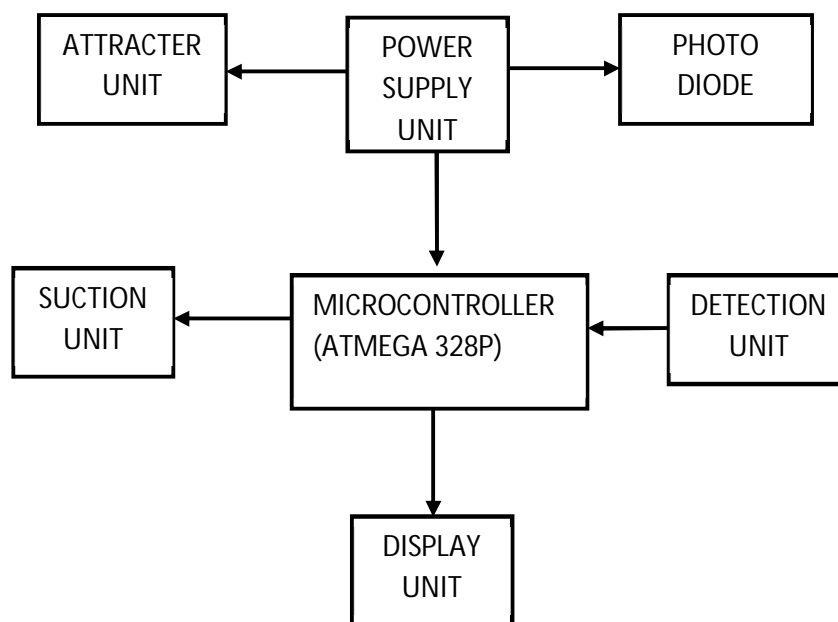 ATTRACTER
UNIT
POWER
SUPPLY
UNIT
PHOTO
DIODE
SUCTION
UNIT
MICROCONTROLLER
(ATMEGA 328P)
DETECTION
UNIT
DISPLAY
UNIT